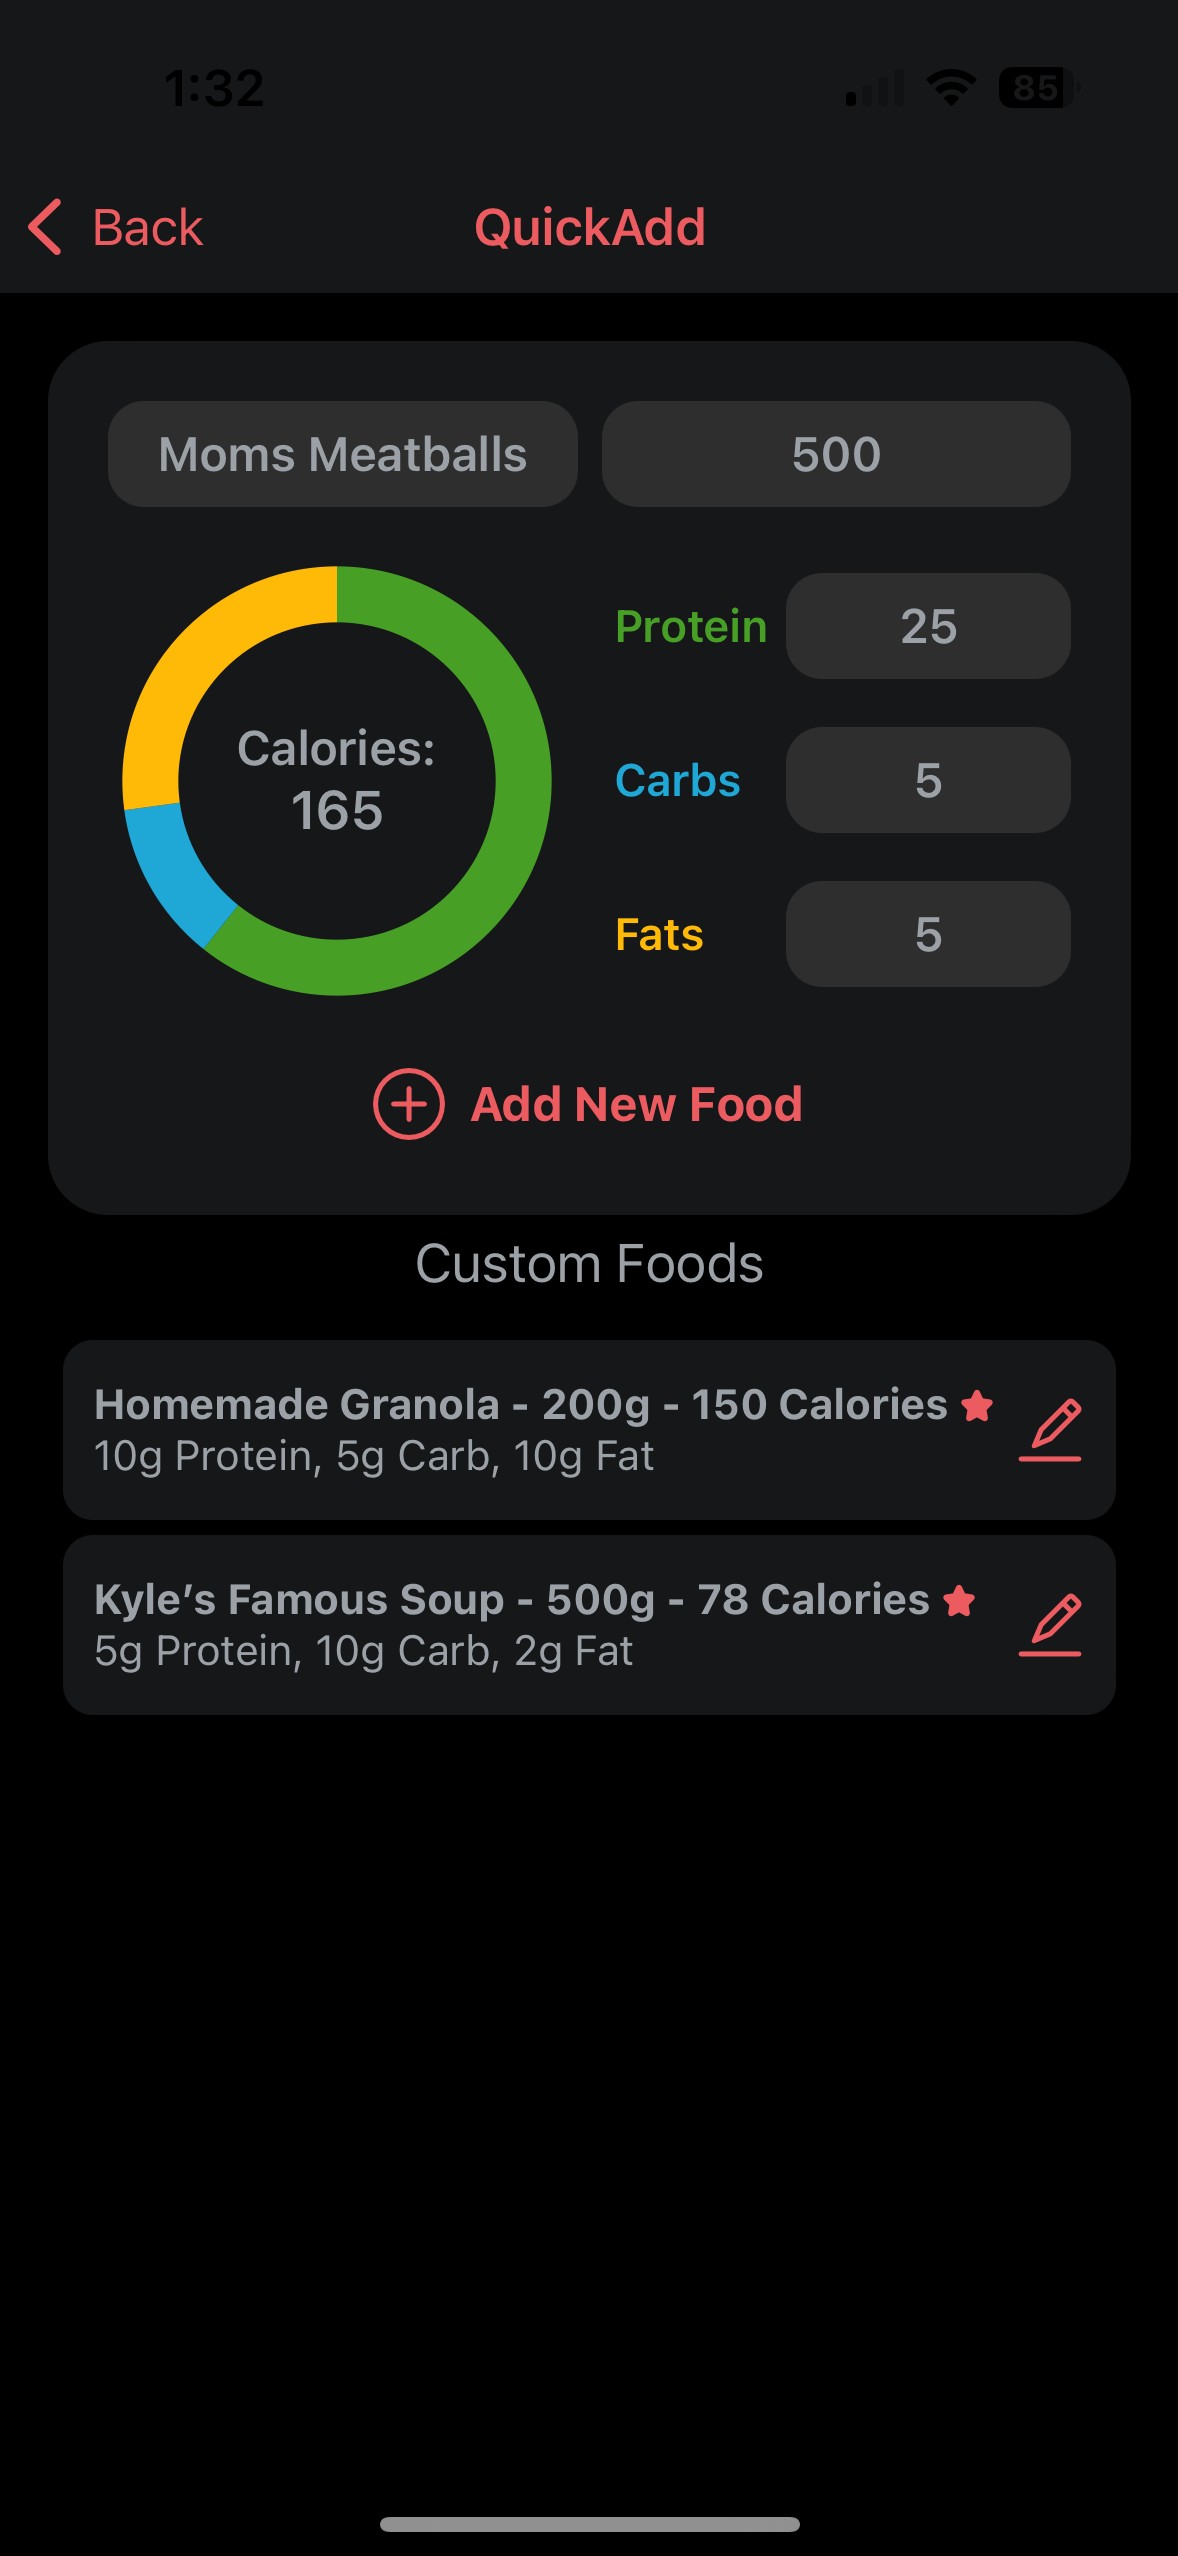 1:32
85
Back
QuickAdd
Moms Meatballs
500
Calories:
165
Protein
25
Carbs
5
Fats
5
Add New Food
Custom Foods
Homemade Granola - 200g - 150 Calories
10g Protein, 5g Carb, 10g Fat
Kyle’s Famous Soup - 500g - 78 Calories
5g Protein, 10g Carb, 2g Fat